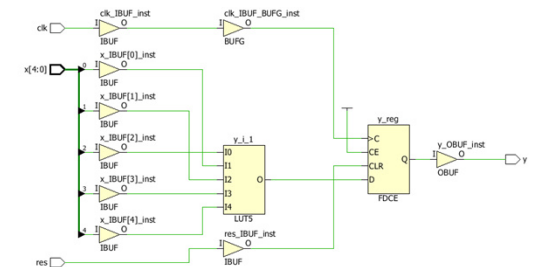 clk_IBUF_inst
clk_IBUF_BUFG_inst
clk
I O
I O
IBUF
BUFG
x_IBUF[0]_inst
x[4:0]
0
I O
IBUF
x_IBUF[1]_inst
1
I O
IBUF
y_reg
x_IBUF[2]_inst
y_i_1
>C
y_OBUF_inst
2
I O
I0
CE
Q
I O
y
IBUF
I1
CLR
OBUF
x_IBUF[3]_inst
I2
O
D
3
I O
I3
FDCE
IBUF
I4
x_IBUF[4]_inst
LUT5
4
I O
IBUF
res_IBUF_inst
res
I O
IBUF